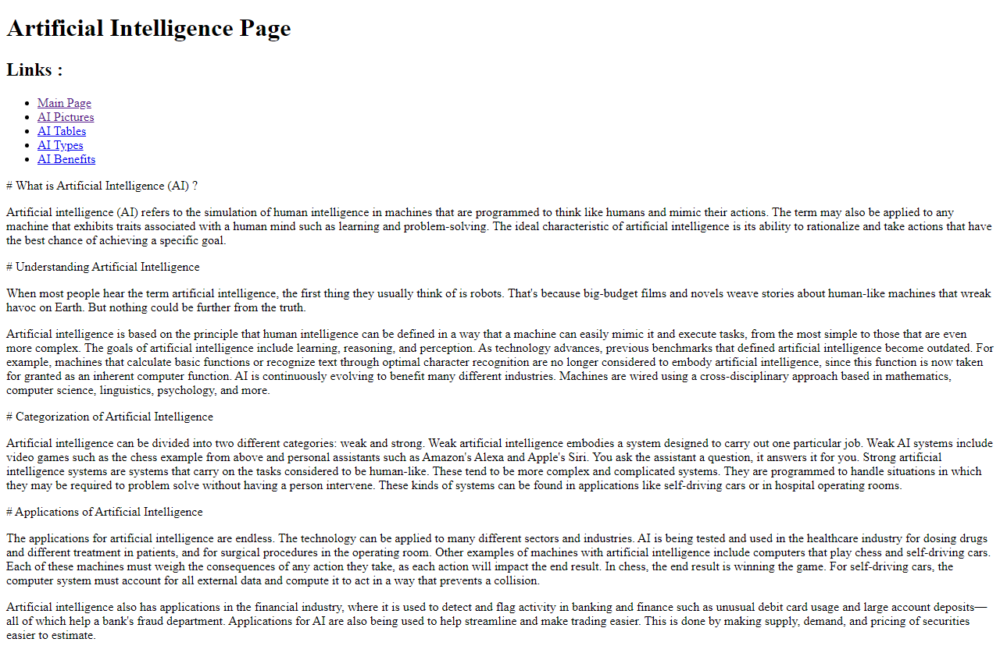 Artificial Intelligence Page
Links :
Main Page
AI Pictures
AI Tables
AI Types
AI Benefits
# What is Artificial Intelligence (AI) ?
Artificial intelligence (AI) refers to the simulation of human intelligence in machines that are programmed to think like humans and mimic their actions. The term may also be applied to any
machine that exhibits traits associated with a human mind such as learning and problem-solving. The ideal characteristic of artificial intelligence is its ability to rationalize and take actions that have
the best chance of achieving a specific goal.
# Understanding Artificial Intelligence
When most people hear the term artificial intelligence, the first thing they usually think of is robots. That's because big-budget films and novels weave stories about human-like machines that wreak
havoc on Earth. But nothing could be further from the truth.
Artificial intelligence is based on the principle that human intelligence can be defined in a way that a machine can easily mimic it and execute tasks, from the most simple to those that are even
more complex. The goals of artificial intelligence include learning, reasoning, and perception. As technology advances, previous benchmarks that defined artificial intelligence become outdated. For
example, machines that calculate basic functions or recognize text through optimal character recognition are no longer considered to embody artificial intelligence, since this function is now taken
for granted as an inherent computer function. AI is continuously evolving to benefit many different industries. Machines are wired using a cross-disciplinary approach based in mathematics,
computer science, linguistics, psychology, and more.
# Categorization of Artificial Intelligence
Artificial intelligence can be divided into two different categories: weak and strong. Weak artificial intelligence embodies a system designed to carry out one particular job. Weak AI systems include
video games such as the chess example from above and personal assistants such as Amazon's Alexa and Apple's Siri. You ask the assistant a question, it answers it for you. Strong artificial
intelligence systems are systems that carry on the tasks considered to be human-like. These tend to be more complex and complicated systems. They are programmed to handle situations in which
they may be required to problem solve without having a person intervene. These kinds of systems can be found in applications like self-driving cars or in hospital operating rooms.
# Applications of Artificial Intelligence
The applications for artificial intelligence are endless. The technology can be applied to many different sectors and industries. AI is being tested and used in the healthcare industry for dosing drugs
and different treatment in patients, and for surgical procedures in the operating room. Other examples of machines with artificial intelligence include computers that play chess and self-driving cars.
Each of these machines must weigh the consequences of any action they take, as each action will impact the end result. In chess, the end result is winning the game. For self-driving cars, the
computer system must account for all external data and compute it to act in a way that prevents a collision.
Artificial intelligence also has applications in the financial industry, where it is used to detect and flag activity in banking and finance such as unusual debit card usage and large account deposits—
all of which help a bank's fraud department. Applications for AI are also being used to help streamline and make trading easier. This is done by making supply, demand, and pricing of securities
easier to estimate.